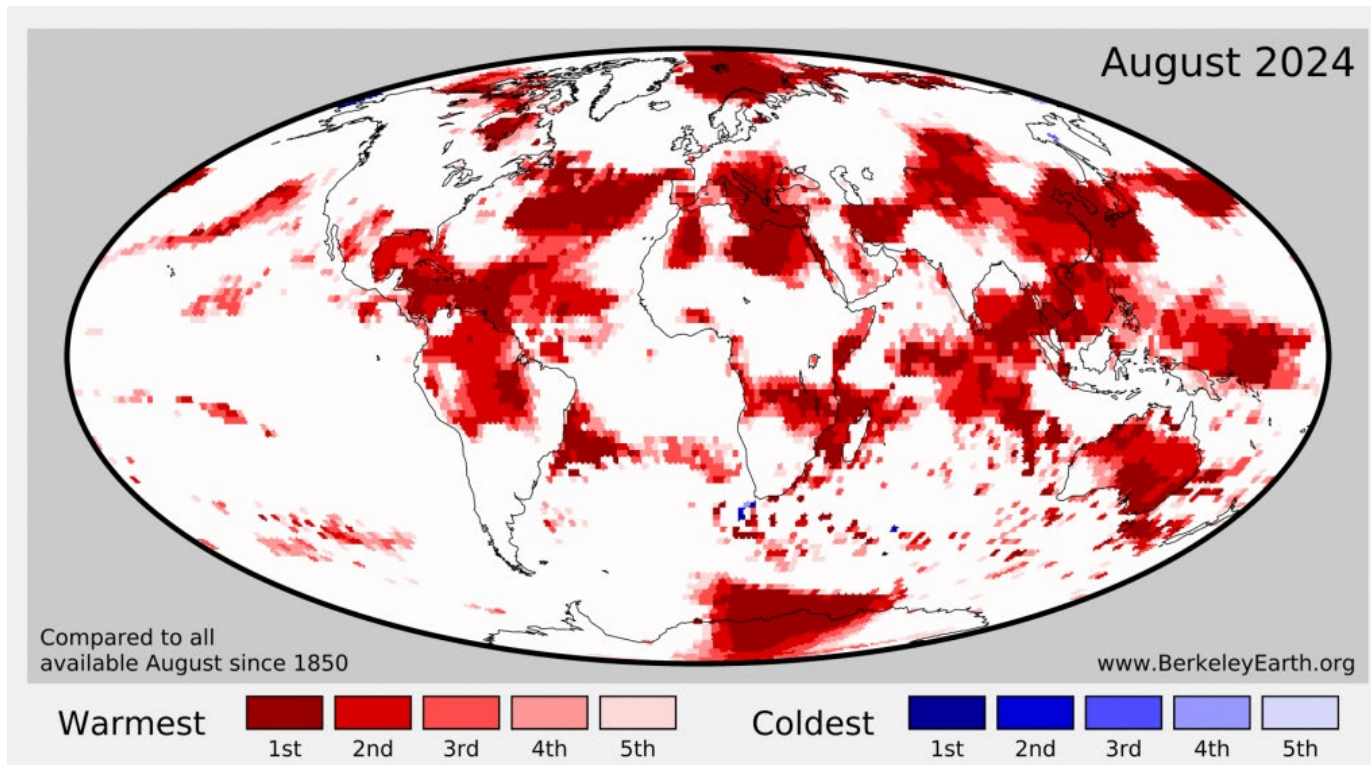 August 2024
Compared to all
available August since 1850
www.BerkeleyEarth.org
Warmest
1st 2nd 3rd 4th 5th
Coldest
1st 2nd 3rd 4th 5th